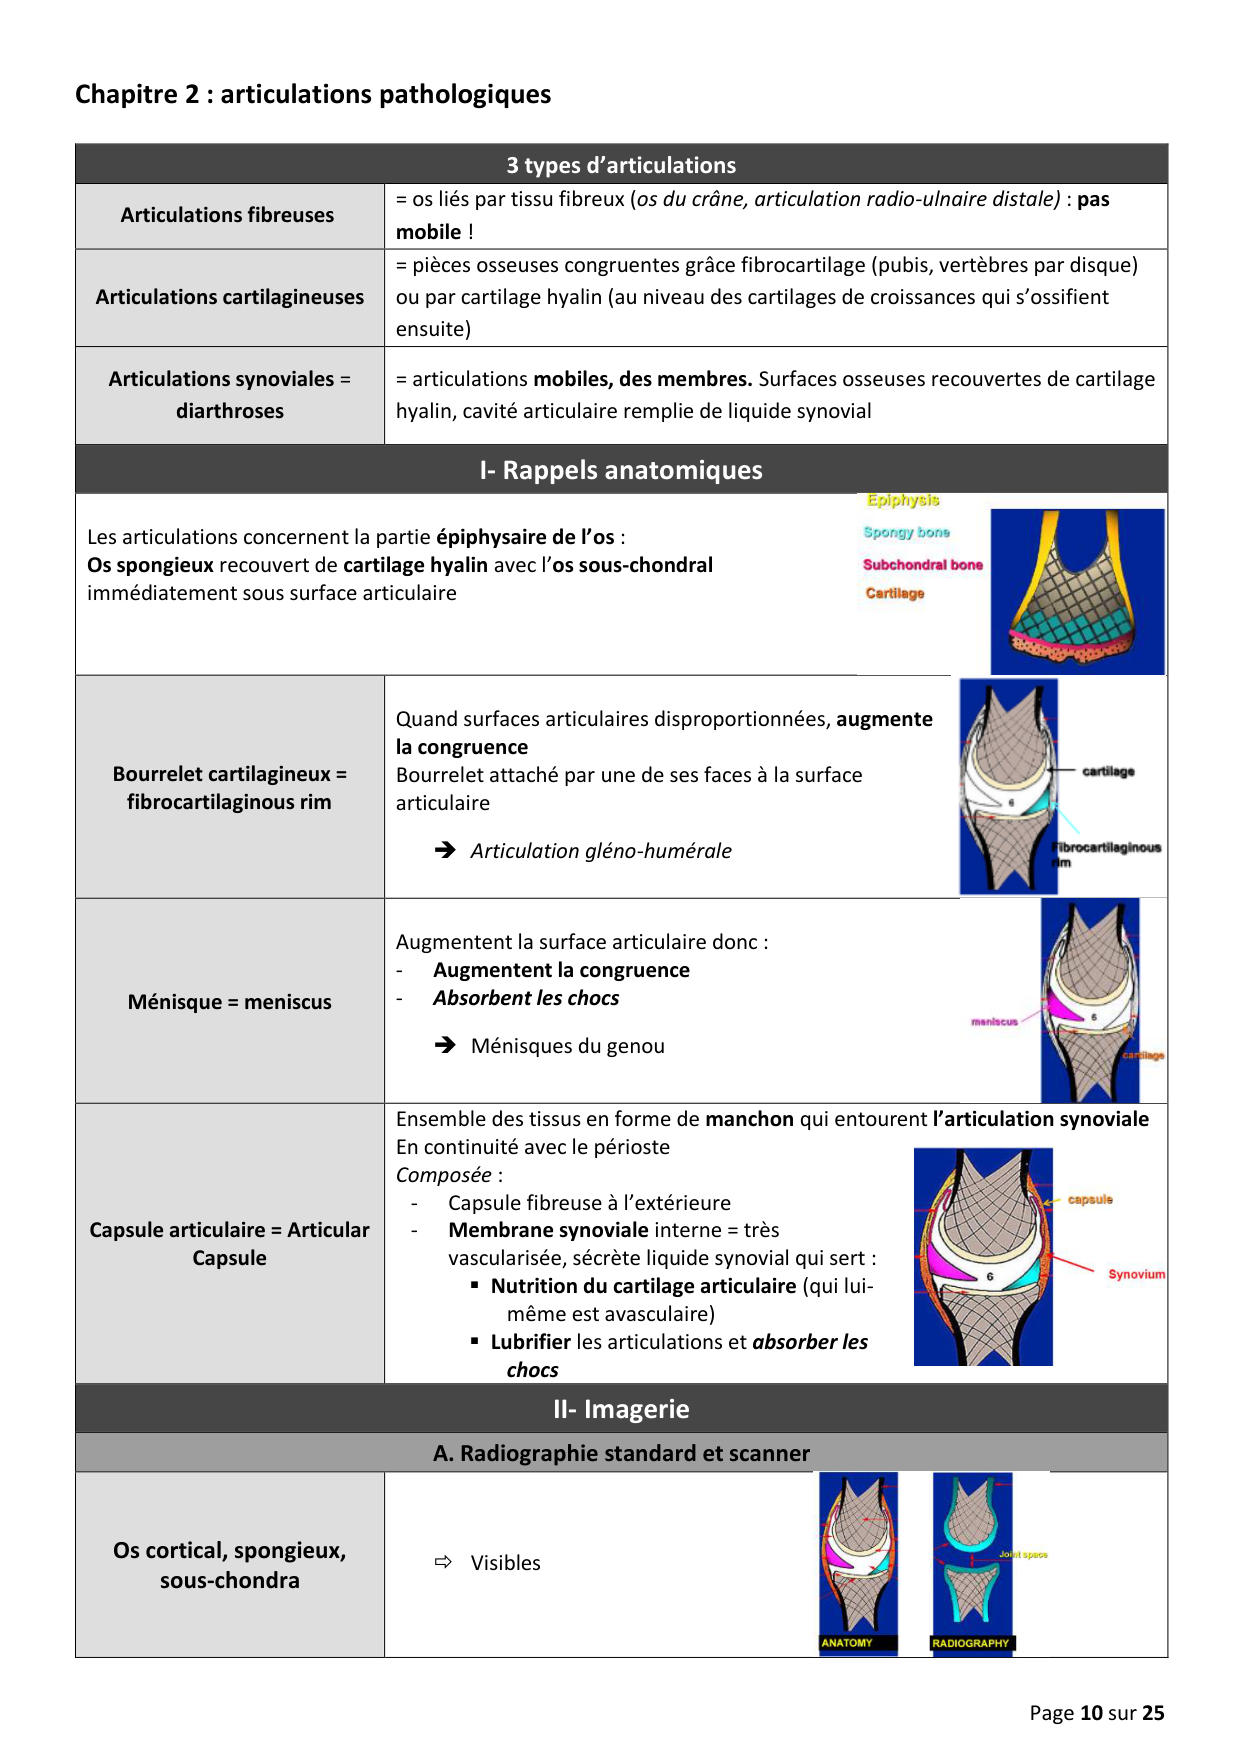 Chapitre 2 : articulations pathologiques
3 types d’articulations
Articulations fibreuses
= os liés par tissu fibreux (os du crâne, articulation radio-ulnaire distale) : pas
mobile !
Articulations cartilagineuses
= pièces osseuses congruentes grâce fibrocartilage (pubis, vertèbres par disque)
ou par cartilage hyalin (au niveau des cartilages de croissances qui s’ossifient
ensuite)
Articulations synoviales =
diarthroses
= articulations mobiles, des membres. Surfaces osseuses recouvertes de cartilage
hyalin, cavité articulaire remplie de liquide synovial
I- Rappels anatomiques
Les articulations concernent la partie épiphysaire de l’os :
Os spongieux recouvert de cartilage hyalin avec l’os sous-chondral
immédiatement sous surface articulaire
Epiphysis
Spongy bone
Subchondral bone
Cartilage
Bourrelet cartilagineux =
fibrocartilaginous rim
Quand surfaces articulaires disproportionnées, augmente
la congruence
Bourrelet attaché par une de ses faces à la surface
articulaire
➔ Articulation gléno-humérale
cartilage
6
Fibrocartilaginous
rim
Ménisque = meniscus
Augmentent la surface articulaire donc :
- Augmentent la congruence
- Absorbent les chocs
➔ Ménisques du genou
meniscus
6
cartilage
Capsule articulaire = Articular
Capsule
Ensemble des tissus en forme de manchon qui entourent l’articulation synoviale
En continuité avec le périoste
Composée :
- Capsule fibreuse à l’extérieure
- Membrane synoviale interne = très
vascularisée, sécrète liquide synovial qui sert :
▪ Nutrition du cartilage articulaire (qui lui-
même est avasculaire)
▪ Lubrifier les articulations et absorber les
chocs
capsule
Synovium
6
II- Imagerie
A. Radiographie standard et scanner
Os cortical, spongieux,
sous-chondra
⇨ Visibles
Joint space
ANATOMY
RADIOGRAPHY
Page 10 sur 25